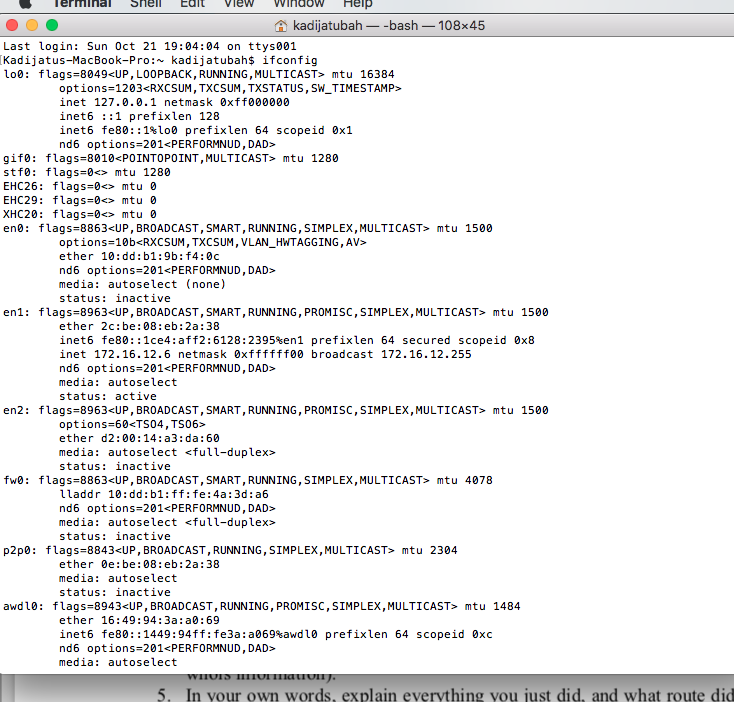 Terminal Shell Edit View Window Help
kadijatubah — -bash — 108×45
Last login: Sun Oct 21 19:04:04 on ttys001
[Kadijatus-MacBook-Pro:~ kadijatubah$ ifconfig
lo0: flags=8049<UP,LOOPBACK,RUNNING,MULTICAST> mtu 16384
options=1203<RXCSUM,TXCSUM,TXSTATUS,SW_TIMESTAMP>
inet 127.0.0.1 netmask 0xff000000
inet6 ::1 prefixlen 128
inet6 fe80::1%lo0 prefixlen 64 scopeid 0x1
nd6 options=201<PERFORMNUD,DAD>
gif0: flags=8010<POINTOPOINT,MULTICAST> mtu 1280
stf0: flags=0<> mtu 1280
EHC26: flags=0<> mtu 0
EHC29: flags=0<> mtu 0
XHC20: flags=0<> mtu 0
en0: flags=8863<UP,BROADCAST,SMART,RUNNING,SIMPLEX,MULTICAST> mtu 1500
options=10b<RXCSUM,TXCSUM,VLAN_HWTAGGING,AV>
ether 10:dd:b1:9b:f4:0c
nd6 options=201<PERFORMNUD,DAD>
media: autoselect (none)
status: inactive
en1: flags=8963<UP,BROADCAST,SMART,RUNNING,PROMISC,SIMPLEX,MULTICAST> mtu 1500
ether 2c:be:08:eb:2a:38
inet6 fe80::1ce4:aff2:6128:2395%en1 prefixlen 64 secured scopeid 0x8
inet 172.16.12.6 netmask 0xffffff00 broadcast 172.16.12.255
nd6 options=201<PERFORMNUD,DAD>
media: autoselect
status: active
en2: flags=8963<UP,BROADCAST,SMART,RUNNING,PROMISC,SIMPLEX,MULTICAST> mtu 1500
options=60<TSO4,TSO6>
ether d2:00:14:a3:da:60
media: autoselect <full-duplex>
status: inactive
fw0: flags=8863<UP,BROADCAST,SMART,RUNNING,SIMPLEX,MULTICAST> mtu 4078
lladdr 10:dd:b1:ff:fe:4a:3d:a6
nd6 options=201<PERFORMNUD,DAD>
media: autoselect <full-duplex>
status: inactive
p2p0: flags=8843<UP,BROADCAST,RUNNING,SIMPLEX,MULTICAST> mtu 2304
ether 0e:be:08:eb:2a:38
media: autoselect
status: inactive
awdl0: flags=8943<UP,BROADCAST,RUNNING,PROMISC,SIMPLEX,MULTICAST> mtu 1484
ether 16:49:94:3a:a0:69
inet6 fe80::1449:94ff:fe3a:a069%awdl0 prefixlen 64 scopeid 0xc
nd6 options=201<PERFORMNUD,DAD>
media: autoselect
whois information).
5. In your own words, explain everything you just did, and what route did